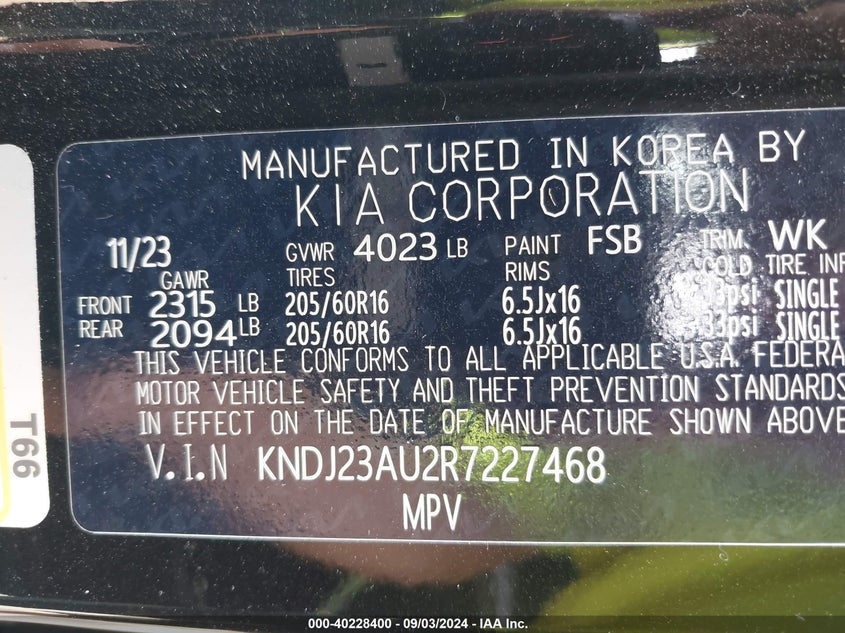 MANUFACTURED IN KOREA BY
KIA CORPORATION
11/23 GVWR 4023 LB PAINT FSB TRIM WK
GAWR TIRES RIMS COLD TIRE INF
FRONT 2315 LB 205/60R16 6.5Jx16 33psi SINGLE
REAR 2094 LB 205/60R16 6.5Jx16 33psi SINGLE
THIS VEHICLE CONFORMS TO ALL APPLICABLE U.S.A. FEDERA
MOTOR VEHICLE SAFETY AND THEFT PREVENTION STANDARDS
IN EFFECT ON THE DATE OF MANUFACTURE SHOWN ABOVE
V.I.N KNDJ23AU2R7227468
MPV
T66
000-40228400 - 09/03/2024 - IAA Inc.